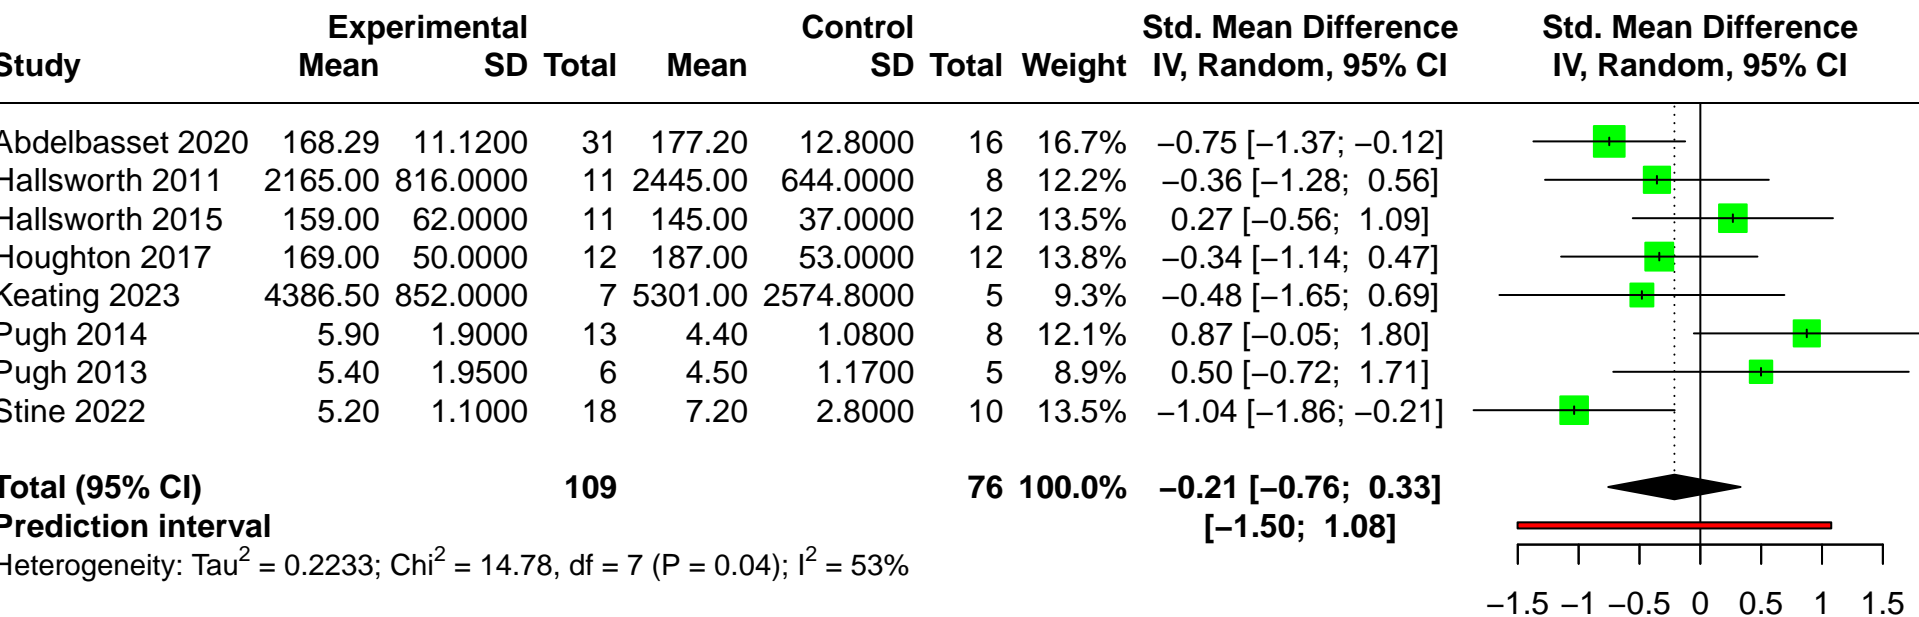 Experimental Control Std. Mean Difference Std. Mean Difference
Study Mean SD Total Mean SD Total Weight IV, Random, 95% CI IV, Random, 95% CI
Abdelbasset 2020 168.29 11.1200 31 177.20 12.8000 16 16.7% −0.75 [−1.37; −0.12]
Hallsworth 2011 2165.00 816.0000 11 2445.00 644.0000 8 12.2% −0.36 [−1.28; 0.56]
Hallsworth 2015 159.00 62.0000 11 145.00 37.0000 12 13.5% 0.27 [−0.56; 1.09]
Houghton 2017 169.00 50.0000 12 187.00 53.0000 12 13.8% −0.34 [−1.14; 0.47]
Keating 2023 4386.50 852.0000 7 5301.00 2574.8000 5 9.3% −0.48 [−1.65; 0.69]
Pugh 2014 5.90 1.9000 13 4.40 1.0800 8 12.1% 0.87 [−0.05; 1.80]
Pugh 2013 5.40 1.9500 6 4.50 1.1700 5 8.9% 0.50 [−0.72; 1.71]
Stine 2022 5.20 1.1000 18 7.20 2.8000 10 13.5% −1.04 [−1.86; −0.21]
Total (95% CI) 109 76 100.0% −0.21 [−0.76; 0.33]
Prediction interval [−1.50; 1.08]
Heterogeneity: Tau² = 0.2233; Chi² = 14.78, df = 7 (P = 0.04); I² = 53%
−1.5 −1 −0.5 0 0.5 1 1.5